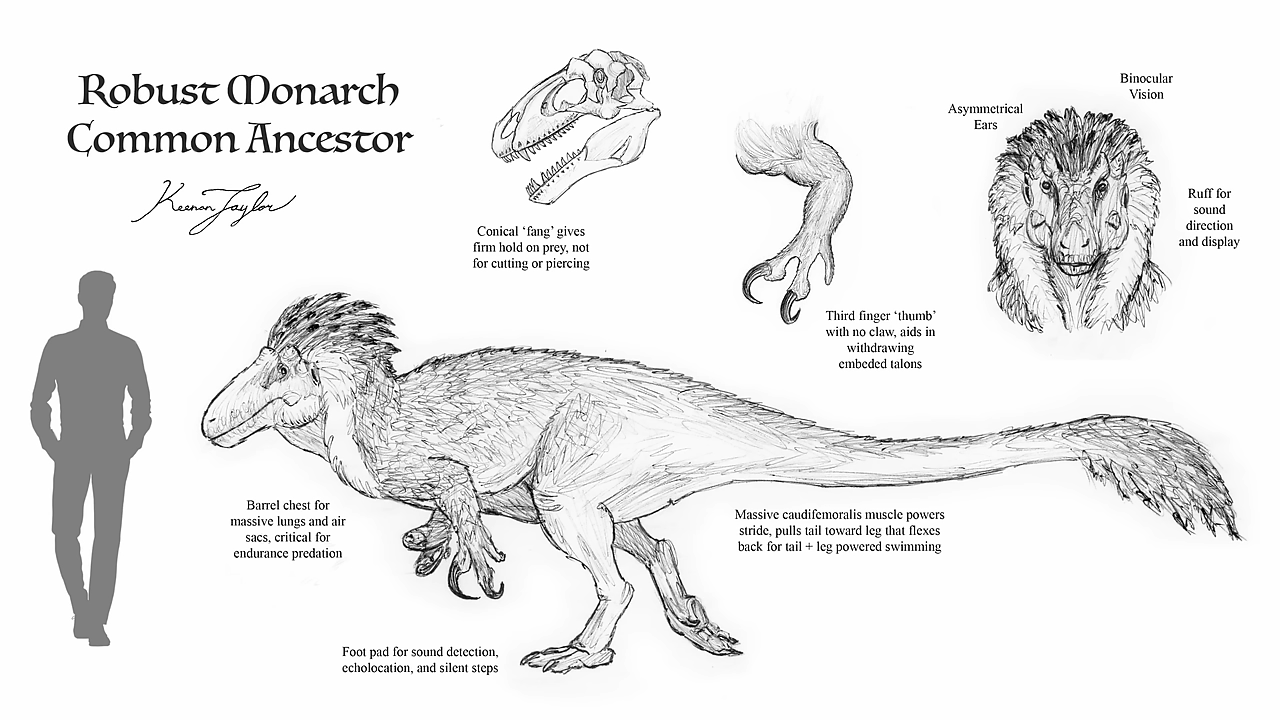 Robust Monarch
Common Ancestor
Keenan Taylor
Conical ‘fang’ gives
firm hold on prey, not
for cutting or piercing
Third finger ‘thumb’
with no claw, aids in
withdrawing
embeded talons
Asymmetrical
Ears
Binocular
Vision
Ruff for
sound
direction
and display
Barrel chest for
massive lungs and air
sacs, critical for
endurance predation
Massive caudifemoralis muscle powers
stride, pulls tail toward leg that flexes
back for tail + leg powered swimming
Foot pad for sound detection,
echolocation, and silent steps